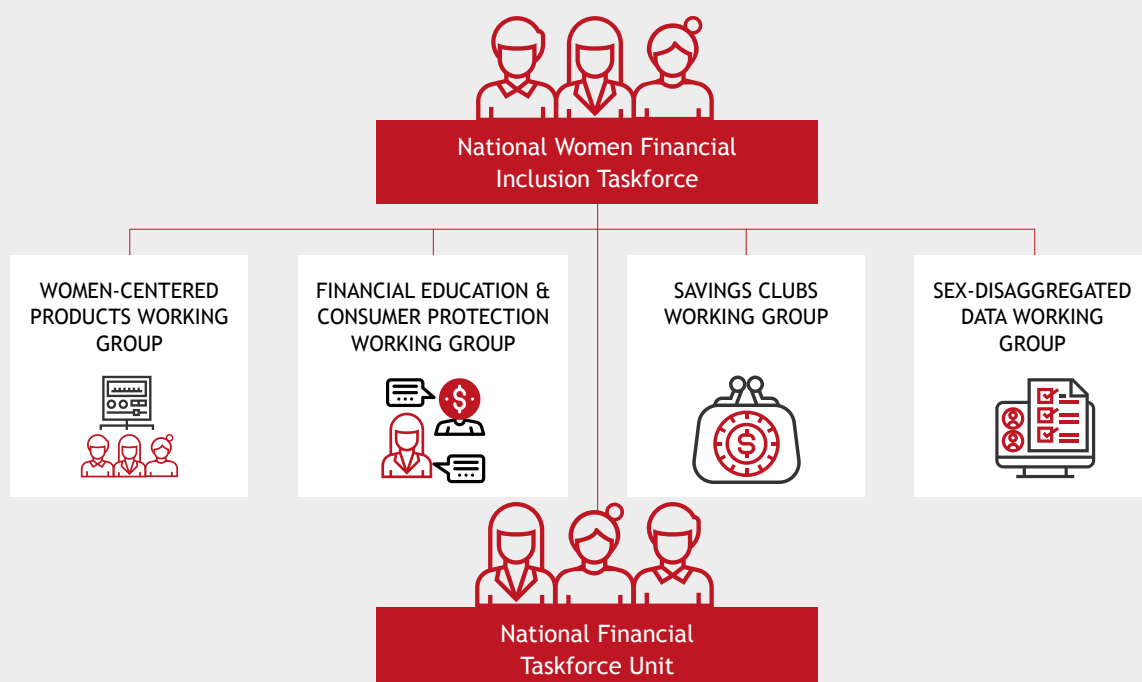 National Women Financial
Inclusion Taskforce
WOMEN-CENTERED
PRODUCTS WORKING
GROUP
FINANCIAL EDUCATION &
CONSUMER PROTECTION
WORKING GROUP
SAVINGS CLUBS
WORKING GROUP
SEX-DISAGGREGATED
DATA WORKING
GROUP
National Financial
Taskforce Unit